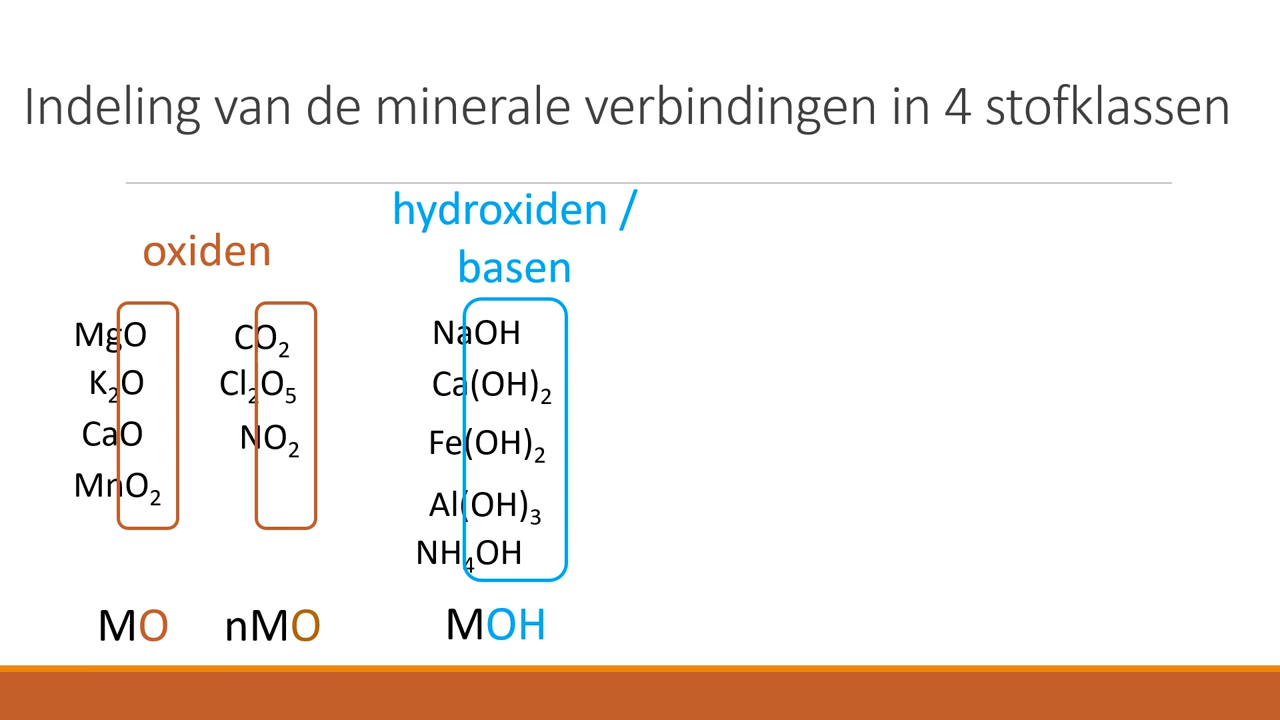 Indeling van de minerale verbindingen in 4 stofklassen
oxiden
MgO
K₂O
CaO
MnO₂
CO₂
Cl₂O₅
NO₂
MO
nMO
hydroxiden /
basen
NaOH
Ca(OH)₂
Fe(OH)₂
Al(OH)₃
NH₄OH
MOH